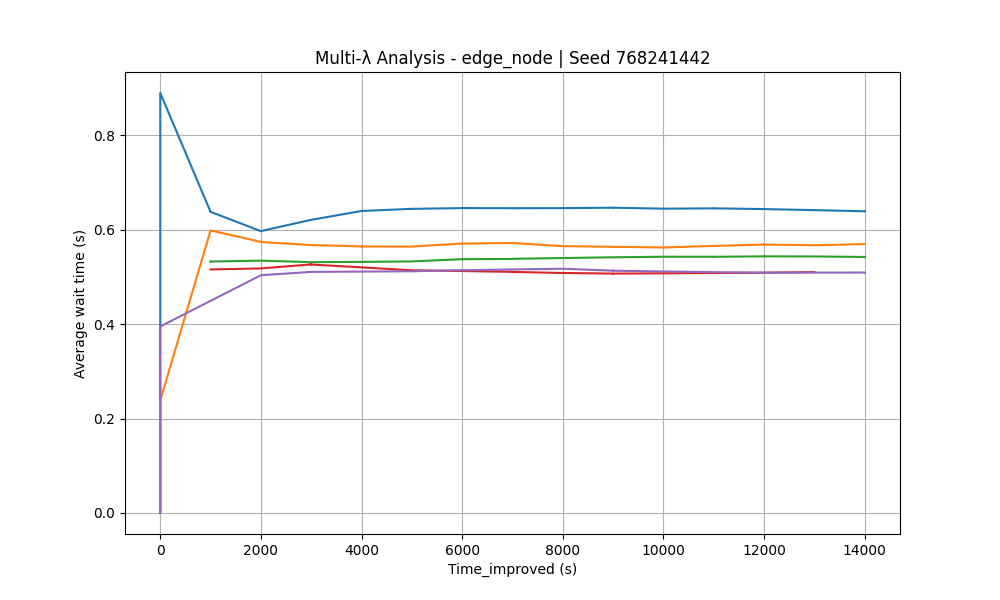 Multi-λ Analysis - edge_node | Seed 768241442
Average wait time (s)
0.8
0.6
0.4
0.2
0.0
0 2000 4000 6000 8000 10000 12000 14000
Time_improved (s)